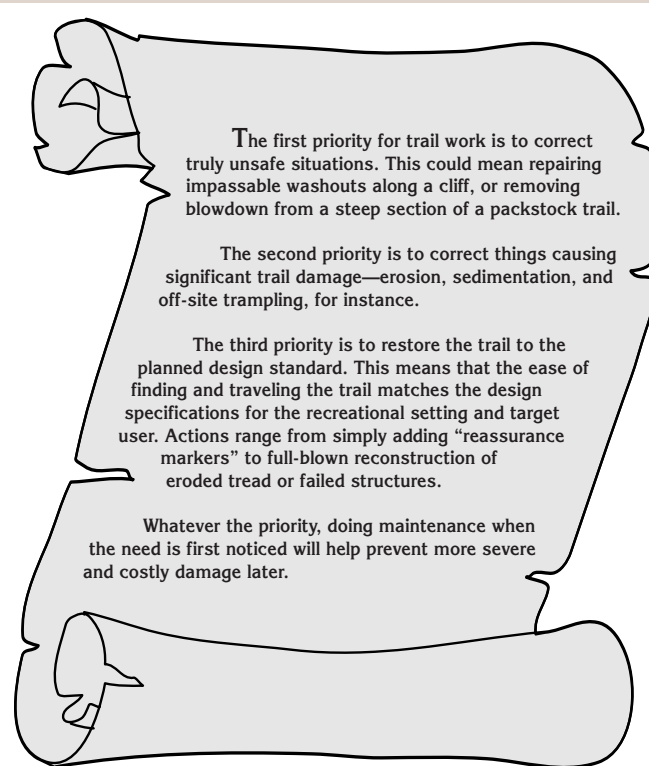 The first priority for trail work is to correct
truly unsafe situations. This could mean repairing
impassable washouts along a cliff, or removing
blowdown from a steep section of a packstock trail.
The second priority is to correct things causing
significant trail damage—erosion, sedimentation, and
off-site trampling, for instance.
The third priority is to restore the trail to the
planned design standard. This means that the ease of
finding and traveling the trail matches the design
specifications for the recreational setting and target
user. Actions range from simply adding “reassurance
markers” to full-blown reconstruction of
eroded tread or failed structures.
Whatever the priority, doing maintenance when
the need is first noticed will help prevent more severe
and costly damage later.